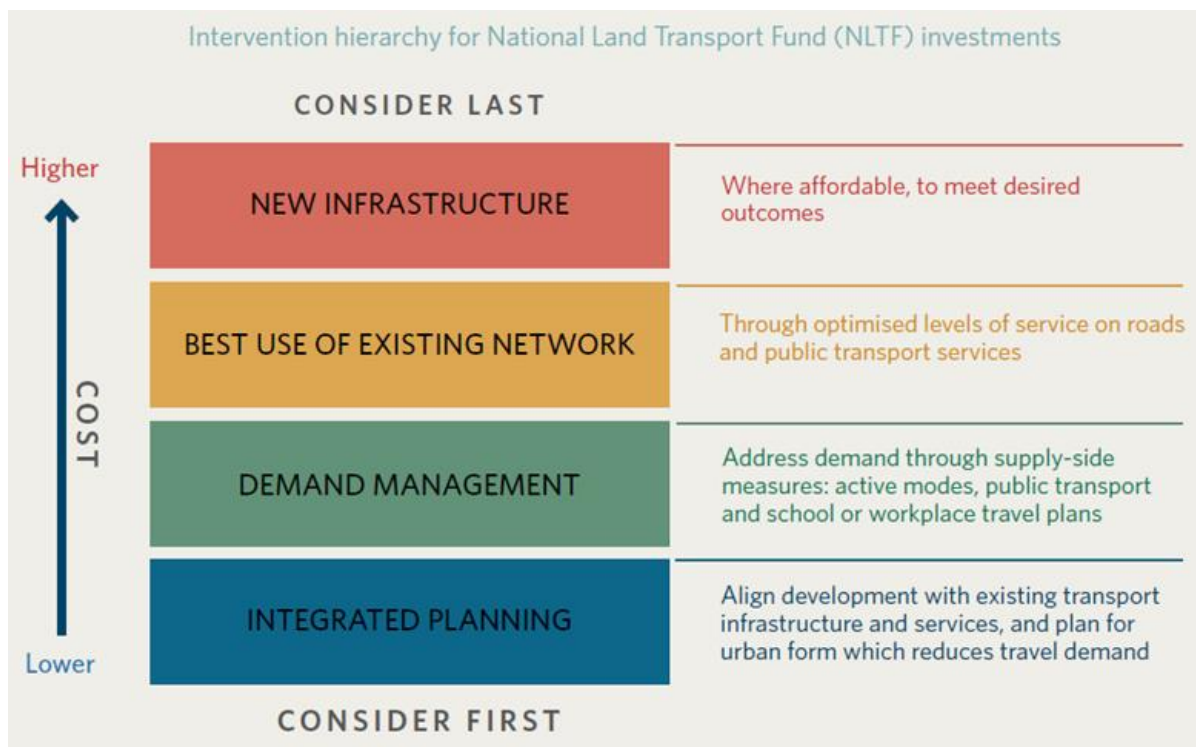 Intervention hierarchy for National Land Transport Fund (NLTF) investments
CONSIDER LAST
Higher
NEW INFRASTRUCTURE
Where affordable, to meet desired
outcomes
BEST USE OF EXISTING NETWORK
Through optimised levels of service on roads
and public transport services
COST
DEMAND MANAGEMENT
Address demand through supply-side
measures: active modes, public transport
and school or workplace travel plans
INTEGRATED PLANNING
Align development with existing transport
infrastructure and services, and plan for
urban form which reduces travel demand
Lower
CONSIDER FIRST